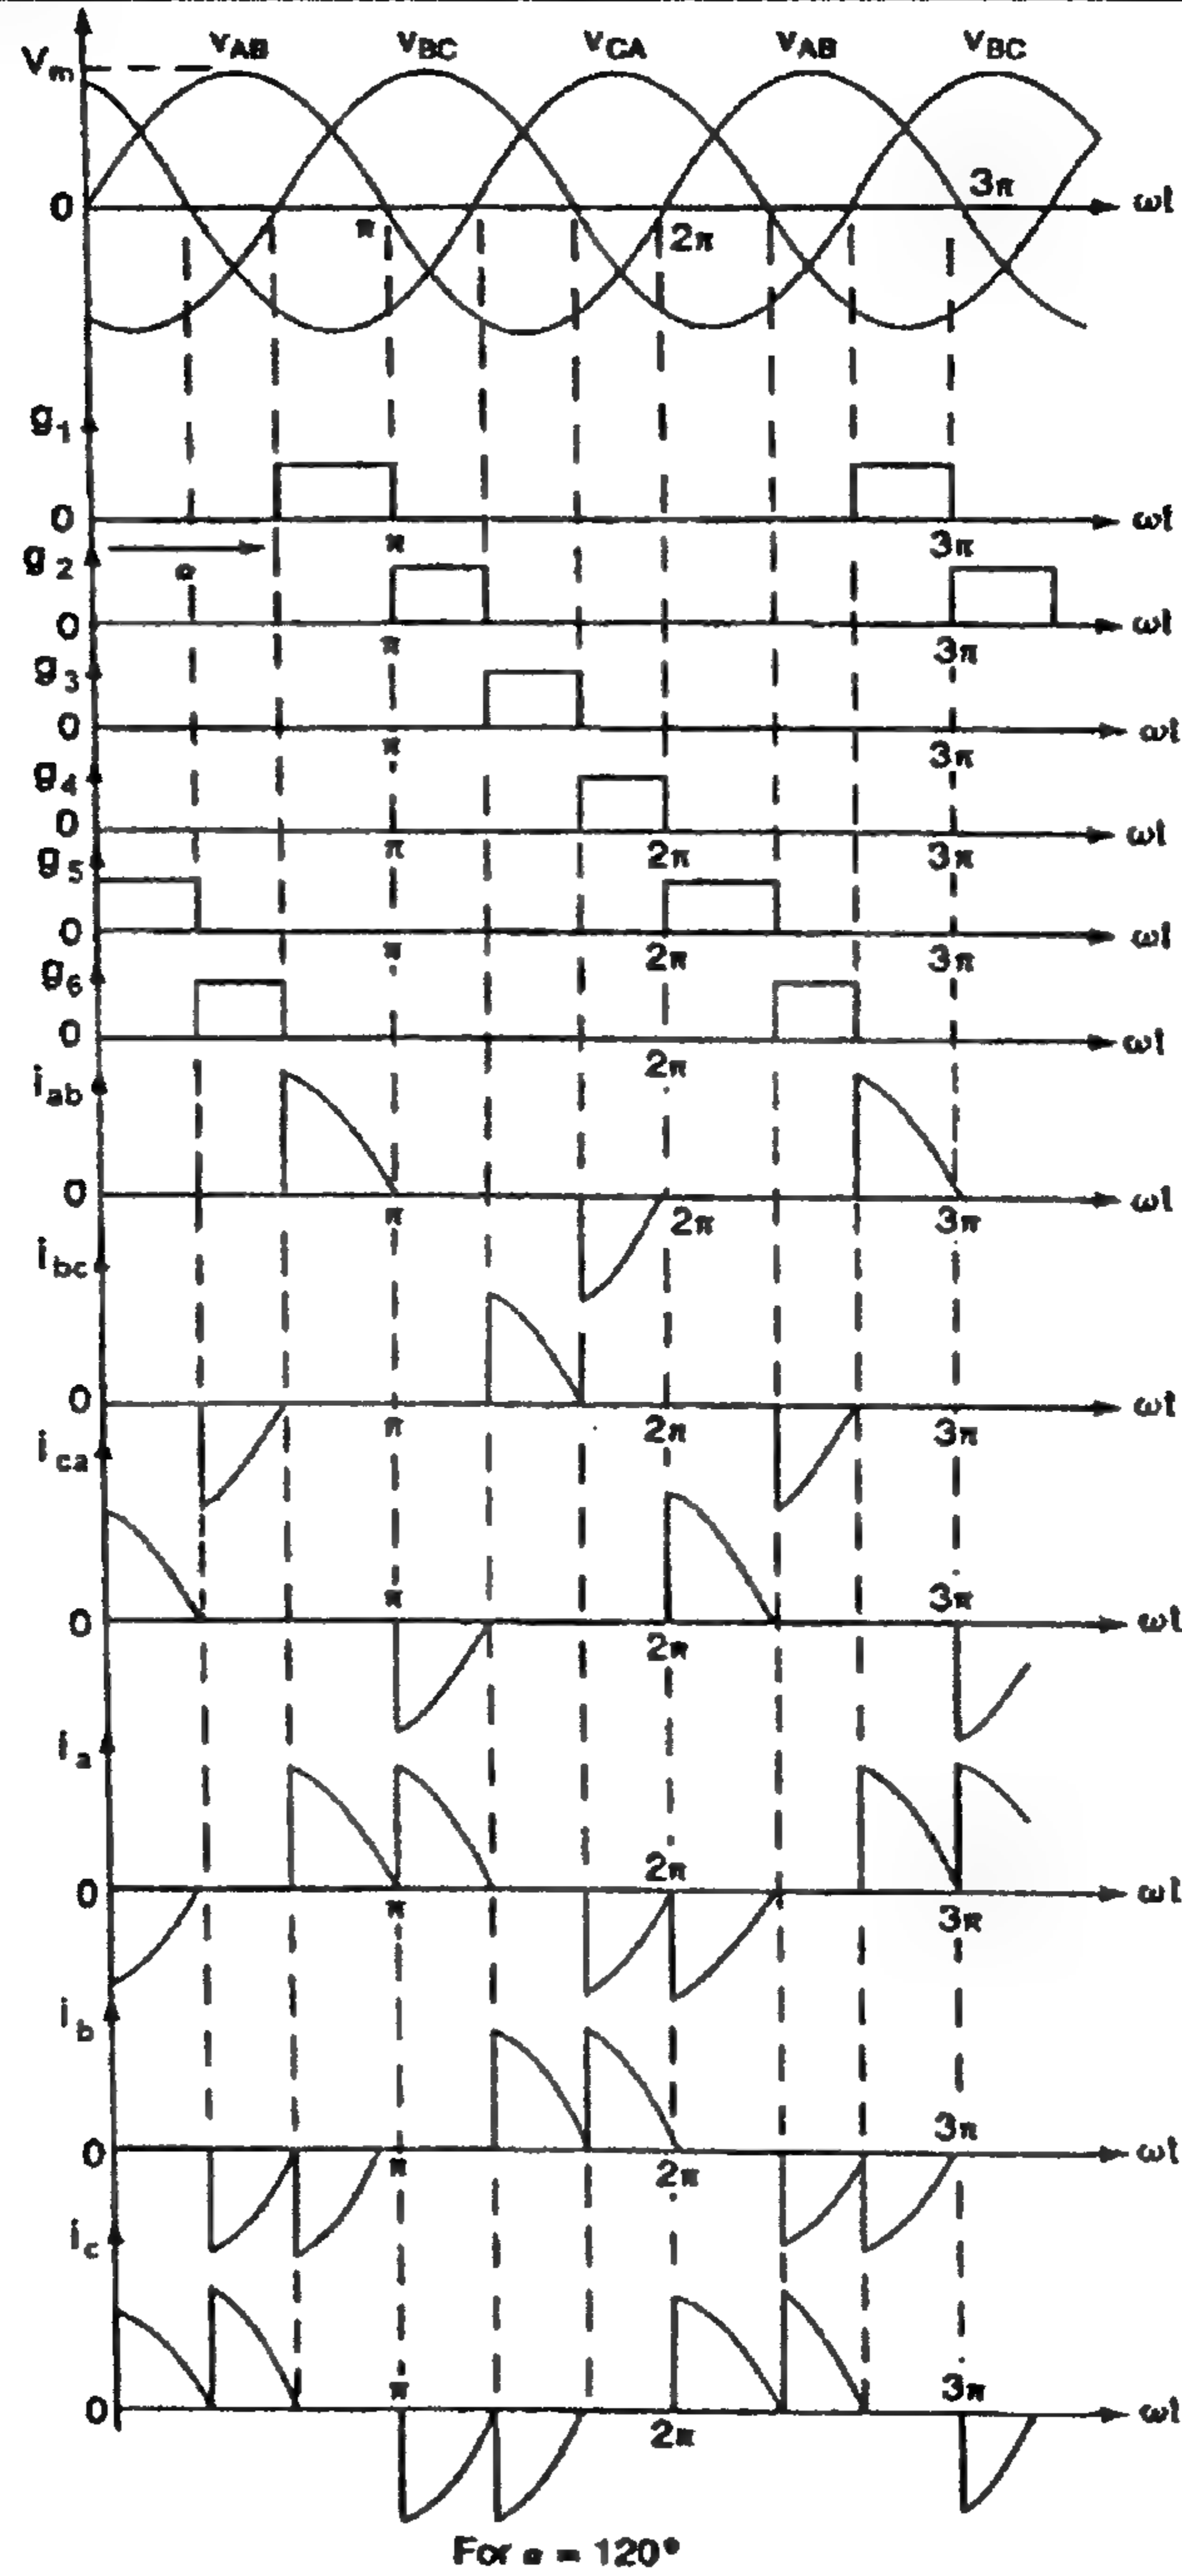 vAB vBC vCA vAB vBC
Vm
0 π 2π 3π ωt
g1
0 π 3π ωt
α
g2
0 π 3π ωt
g3
0 π 3π ωt
g4
0 π 2π 3π ωt
g5
0 π 2π 3π ωt
g6
0 2π ωt
iab
0 π 2π 3π ωt
ibc
0 π 2π 3π ωt
ica
0 π 2π 3π ωt
ia
0 π 2π 3π ωt
ib
0 π 2π 3π ωt
ic
0 π 2π 3π ωt
For α = 120°